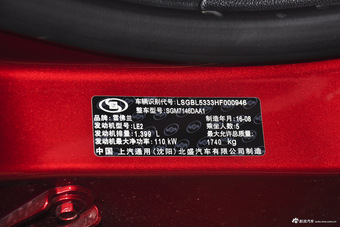 车辆识别代号: LSGBL5333HF000946
整车型号: SGM7146DAA1
品牌: 雪佛兰
制造年月: 16-08
发动机型号: LE2
乘坐人数: 5
发动机排量: 1.399 L
最大允许总质量:
发动机最大净功率: 110 kW
1740 kg
中国 上汽通用(沈阳)北盛汽车有限公司制造